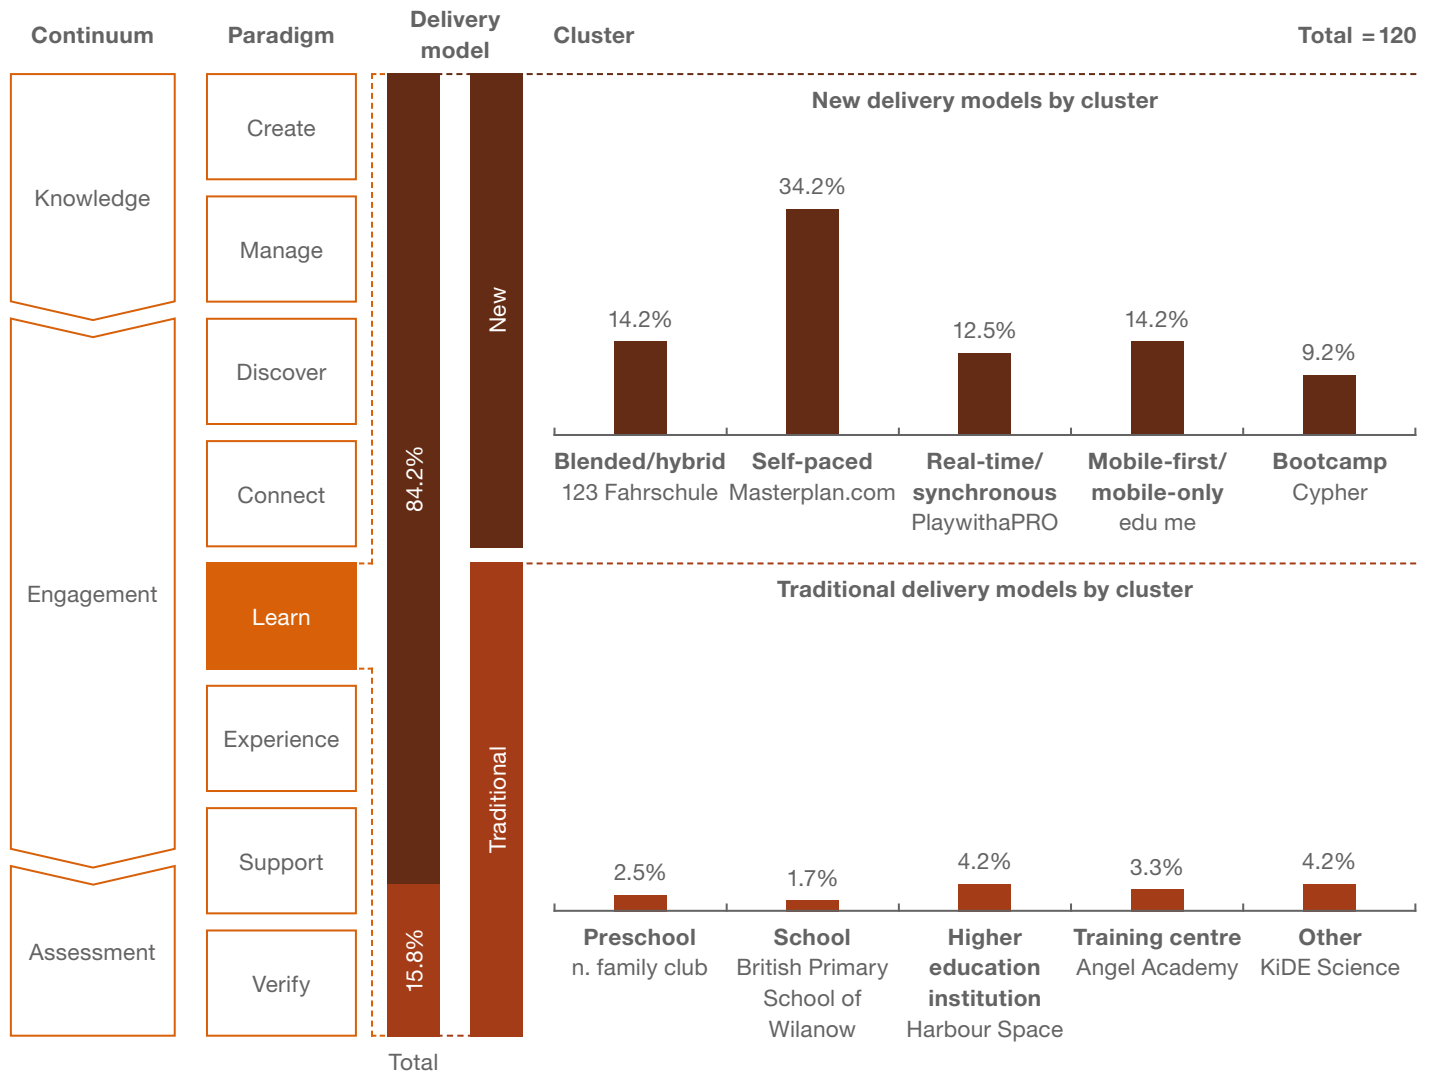 Continuum
Paradigm
Delivery
model
Cluster
Total = 120
Knowledge
Engagement
Assessment
Create
Manage
Discover
Connect
Learn
Experience
Support
Verify
84.2%
15.8%
Total
New
Traditional
New delivery models by cluster
14.2%
34.2%
12.5%
14.2%
9.2%
Blended/hybrid
123 Fahrschule
Self-paced
Masterplan.com
Real-time/
synchronous
PlaywithaPRO
Mobile-first/
mobile-only
edu me
Bootcamp
Cypher
Traditional delivery models by cluster
2.5%
1.7%
4.2%
3.3%
4.2%
Preschool
n. family club
School
British Primary
School of
Wilanow
Higher
education
institution
Harbour Space
Training centre
Angel Academy
Other
KiDE Science